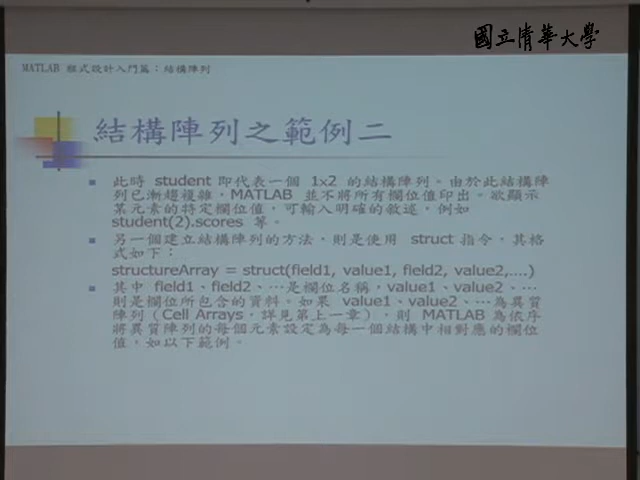 國立清華大學
MATLAB 程式設計入門篇：結構陣列
結構陣列之範例二
此時 student 即代表一個 1x2 的結構陣列。由於此結構陣
列已漸趨複雜，MATLAB 並不將所有欄位值印出。欲顯示
某元素的特定欄位值，可輸入明確的敘述，例如
student(2).scores 等。
另一個建立結構陣列的方法，則是使用 struct 指令，其格
式如下：
structureArray = struct(field1, value1, field2, value2,....)
其中 field1、field2、…是欄位名稱，value1、value2、…
則是欄位所包含的資料。如果 value1、value2、…為異質
陣列（Cell Arrays，詳見第上一章），則 MATLAB 為依序
將異質陣列的每個元素設定為每一個結構中相對應的欄位
值，如以下範例。